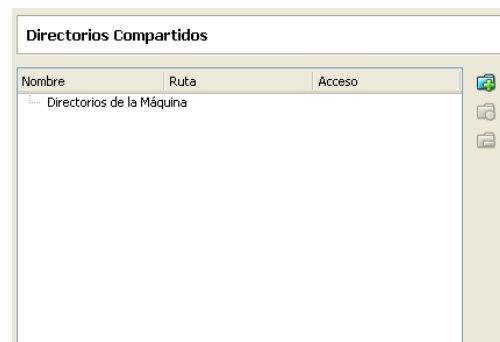 Directorios Compartidos
Nombre Ruta Acceso
Directorios de la Máquina